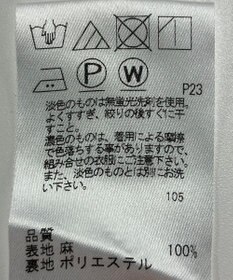 P
W
P23
淡色のものは無蛍光洗剤を使用。
よくすすぎ、絞りの後すぐに干
すこと。
濃色のものは、着用による摩擦
で色落ちする事がありますので、
組み合せの衣服にご注意下さい。
また、淡色のものとは別にお洗
い下さい。
105
品質
表地 麻 100%
裏地 ポリエステル